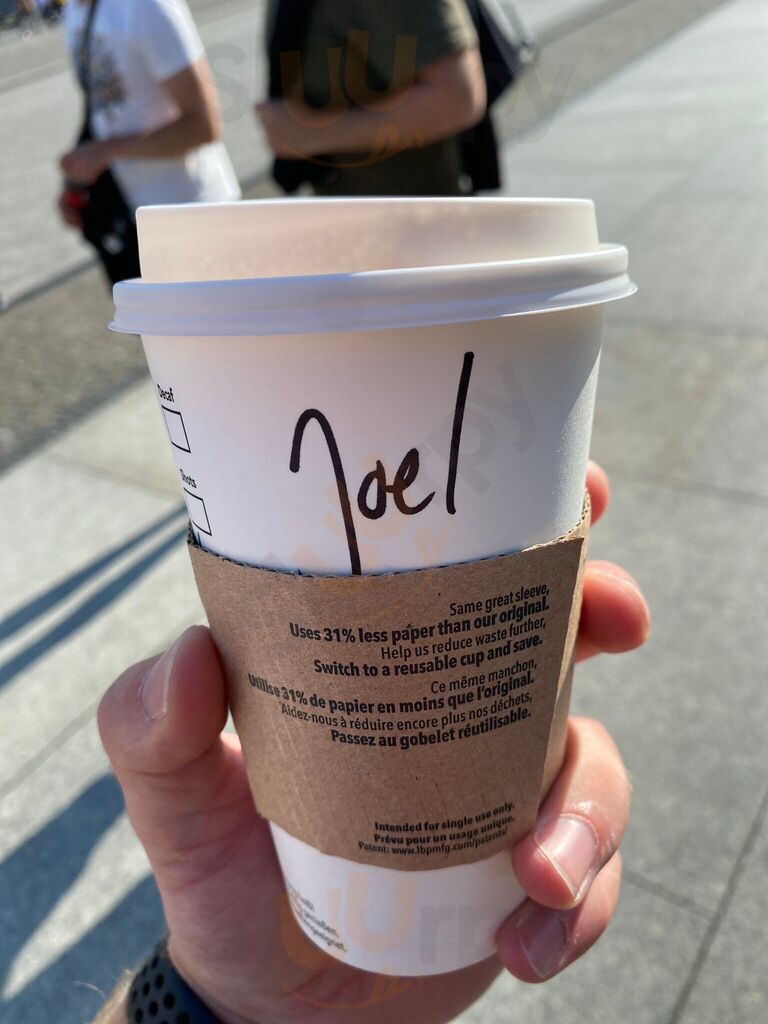 Decaf
Shots
Joel
Same great sleeve,
Uses 31% less paper than our original.
Help us reduce waste further,
Switch to a reusable cup and save.
Ce même manchon,
Utilise 31% de papier en moins que l'original.
Aidez-nous à réduire encore plus nos déchets,
Passez au gobelet réutilisable.
Intended for single use only.
Prévu pour un usage unique.
Patent: www.lbpmfg.com/patents/